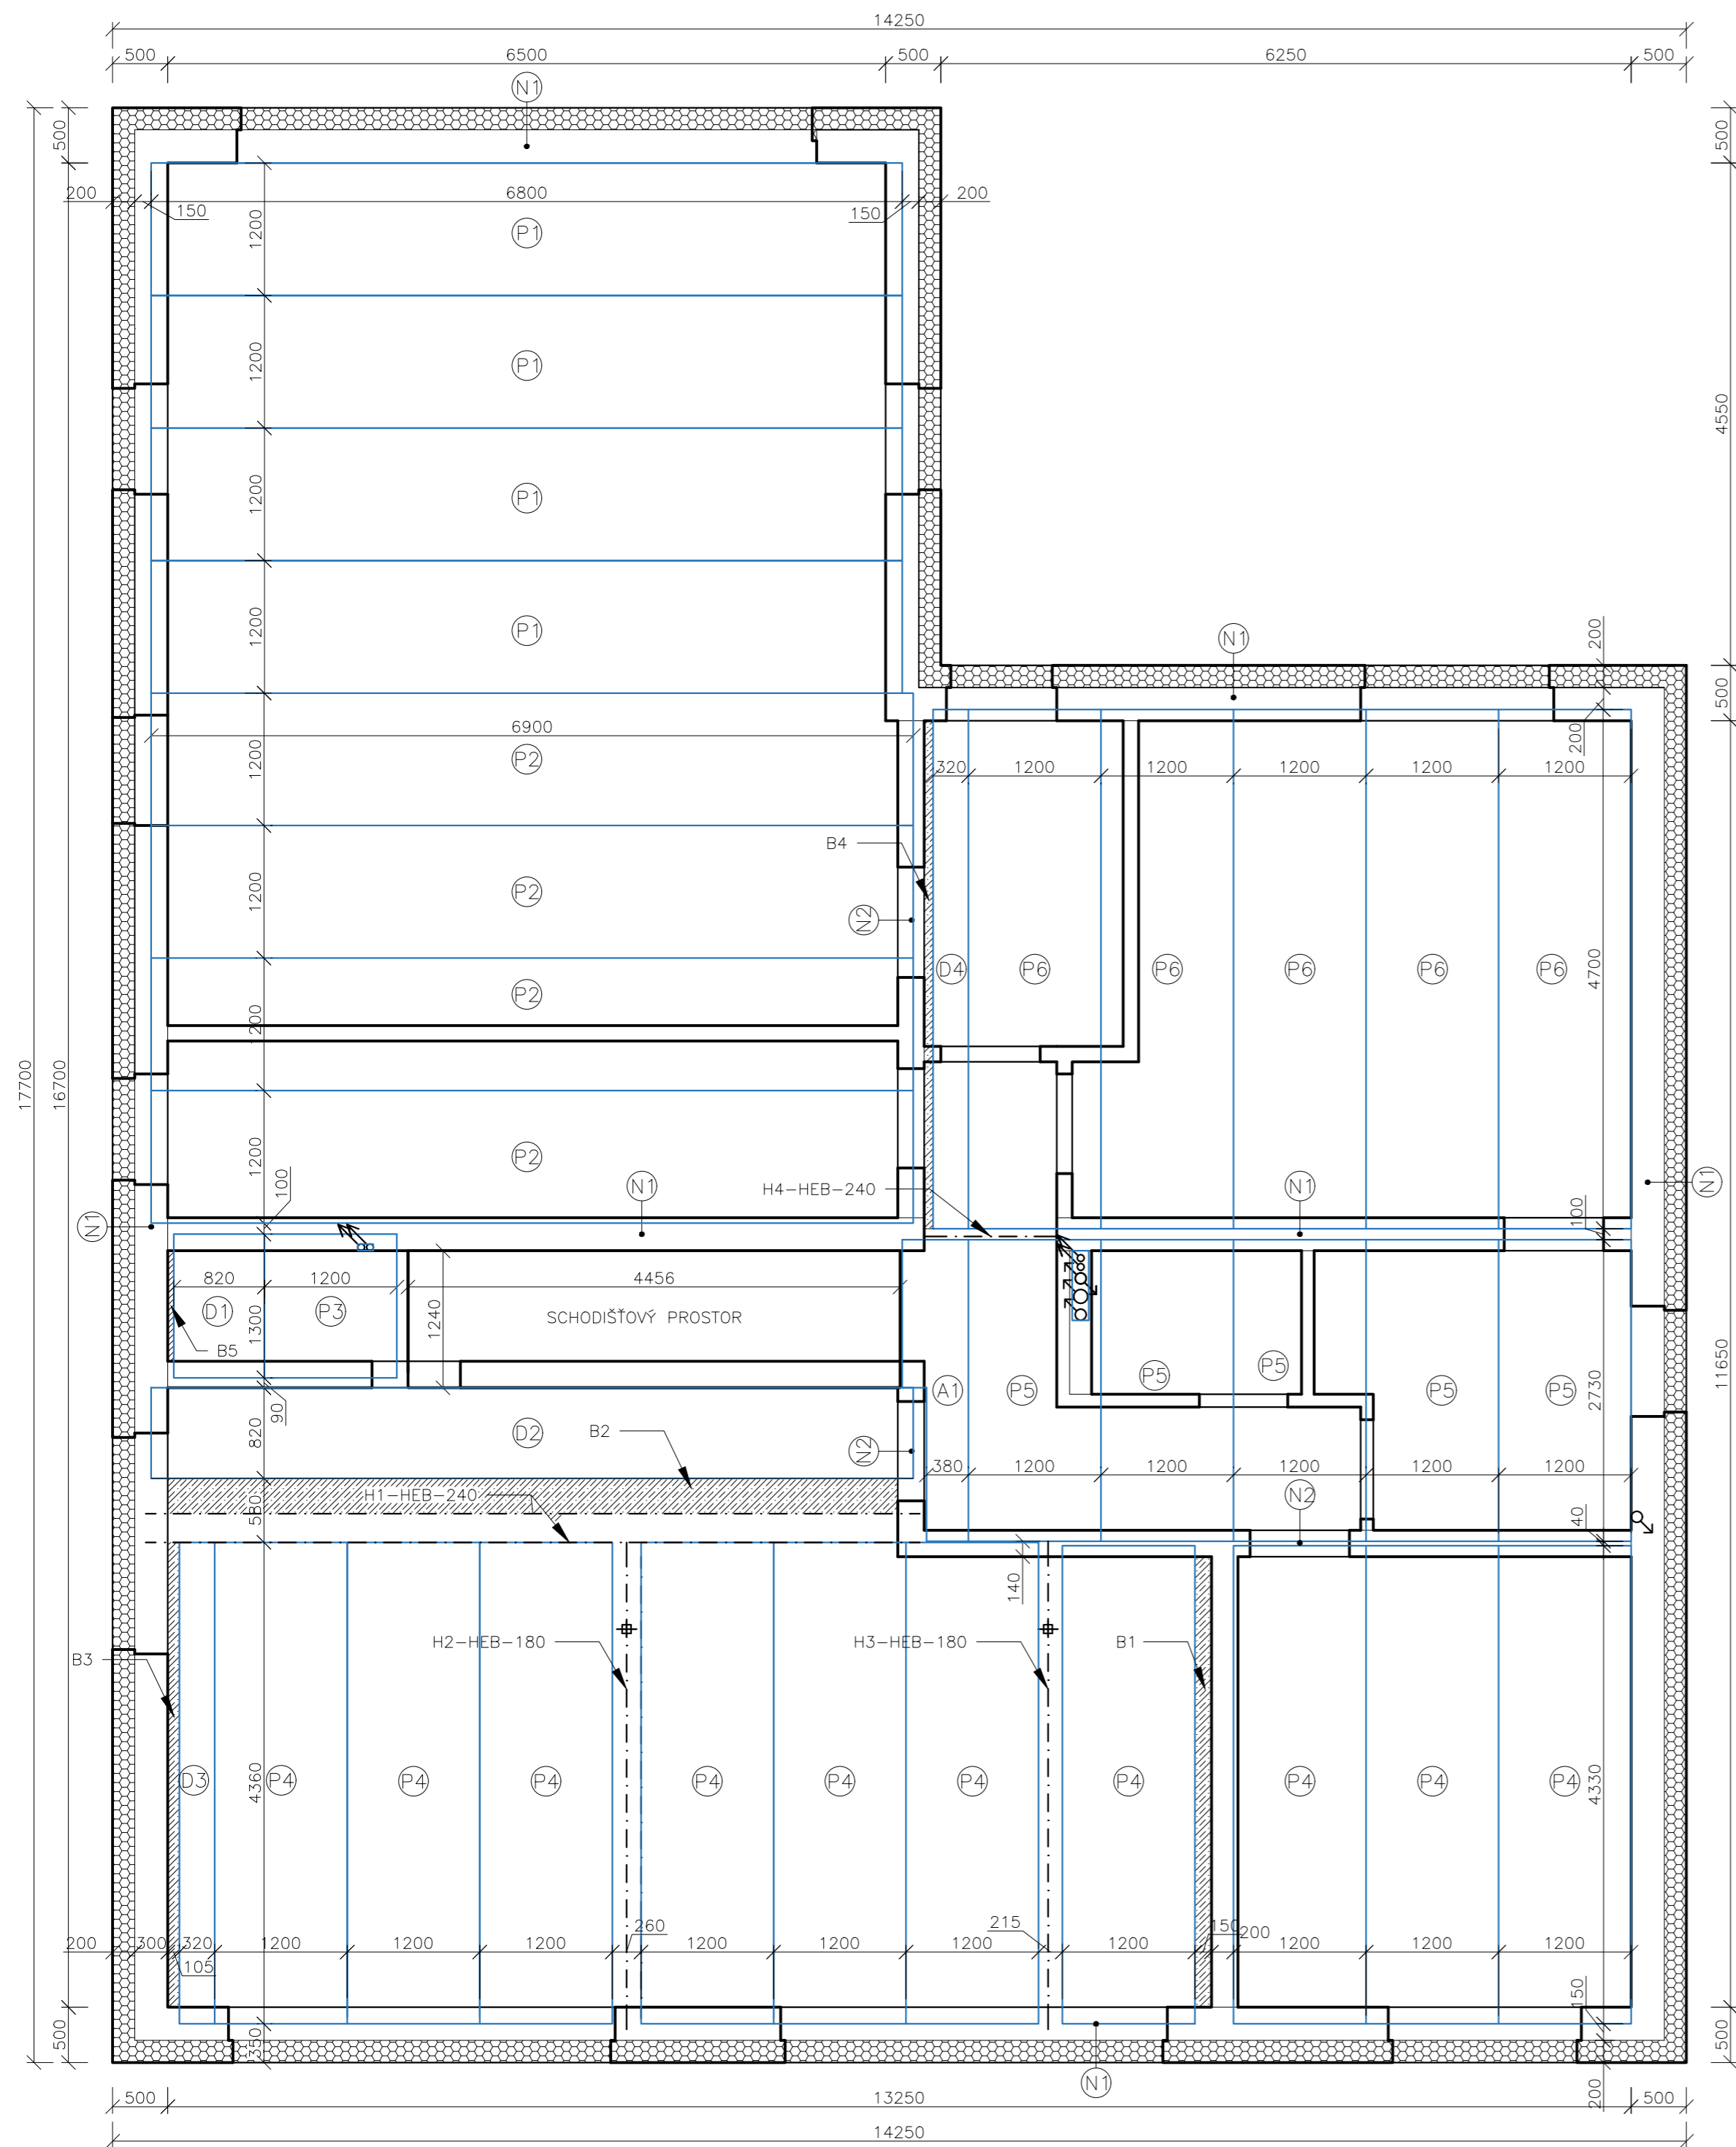 14250
500 6500 500 6250 500
N1
500
500
200 6800 200
150 150
1200
P1
1200
P1
4550
1200
P1
1200
P1
N1
200
500
6900
1200
P2
200
320 1200 1200 1200 1200 1200
B4
1200
P2
N2
D4 P6 P6 P6 P6 P6
4700
1200
P2
17700
16700
1200
P2
100
N1
H4-HEB-240
N1
N1
N1
100
820 1200 4456
D1 P3
1300
1240
SCHODIŠŤOVÝ PROSTOR
B5
P5 P5
A1 P5 P5 P5
11650
2730
90
820
D2
B2
N2
380 1200 1200 1200 1200 1200
580
H1-HEB-240
N2
40
140
H2-HEB-180
H3-HEB-180
B1
B3
4360
D3 P4 P4 P4 P4 P4 P4 P4 P4 P4 P4
4330
260
215
150
200
200 300 320 1200 1200 1200 1200 1200 1200 1200 1200 1200 1200
105
150
500
350
500
N1
200
500 13250 500
14250